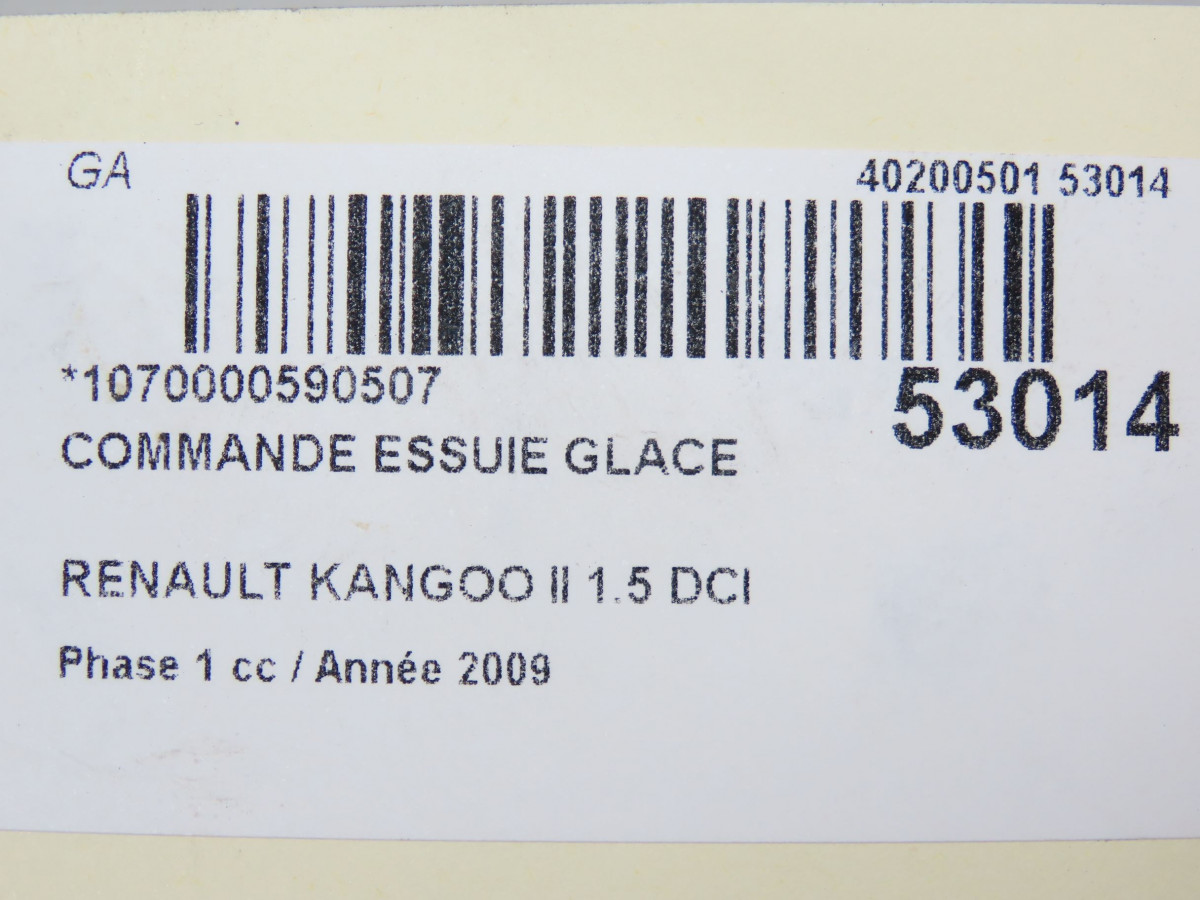 GA 40200501 53014
*1070000590507 53014
COMMANDE ESSUIE GLACE
RENAULT KANGOO II 1.5 DCI
Phase 1 cc / Année 2009